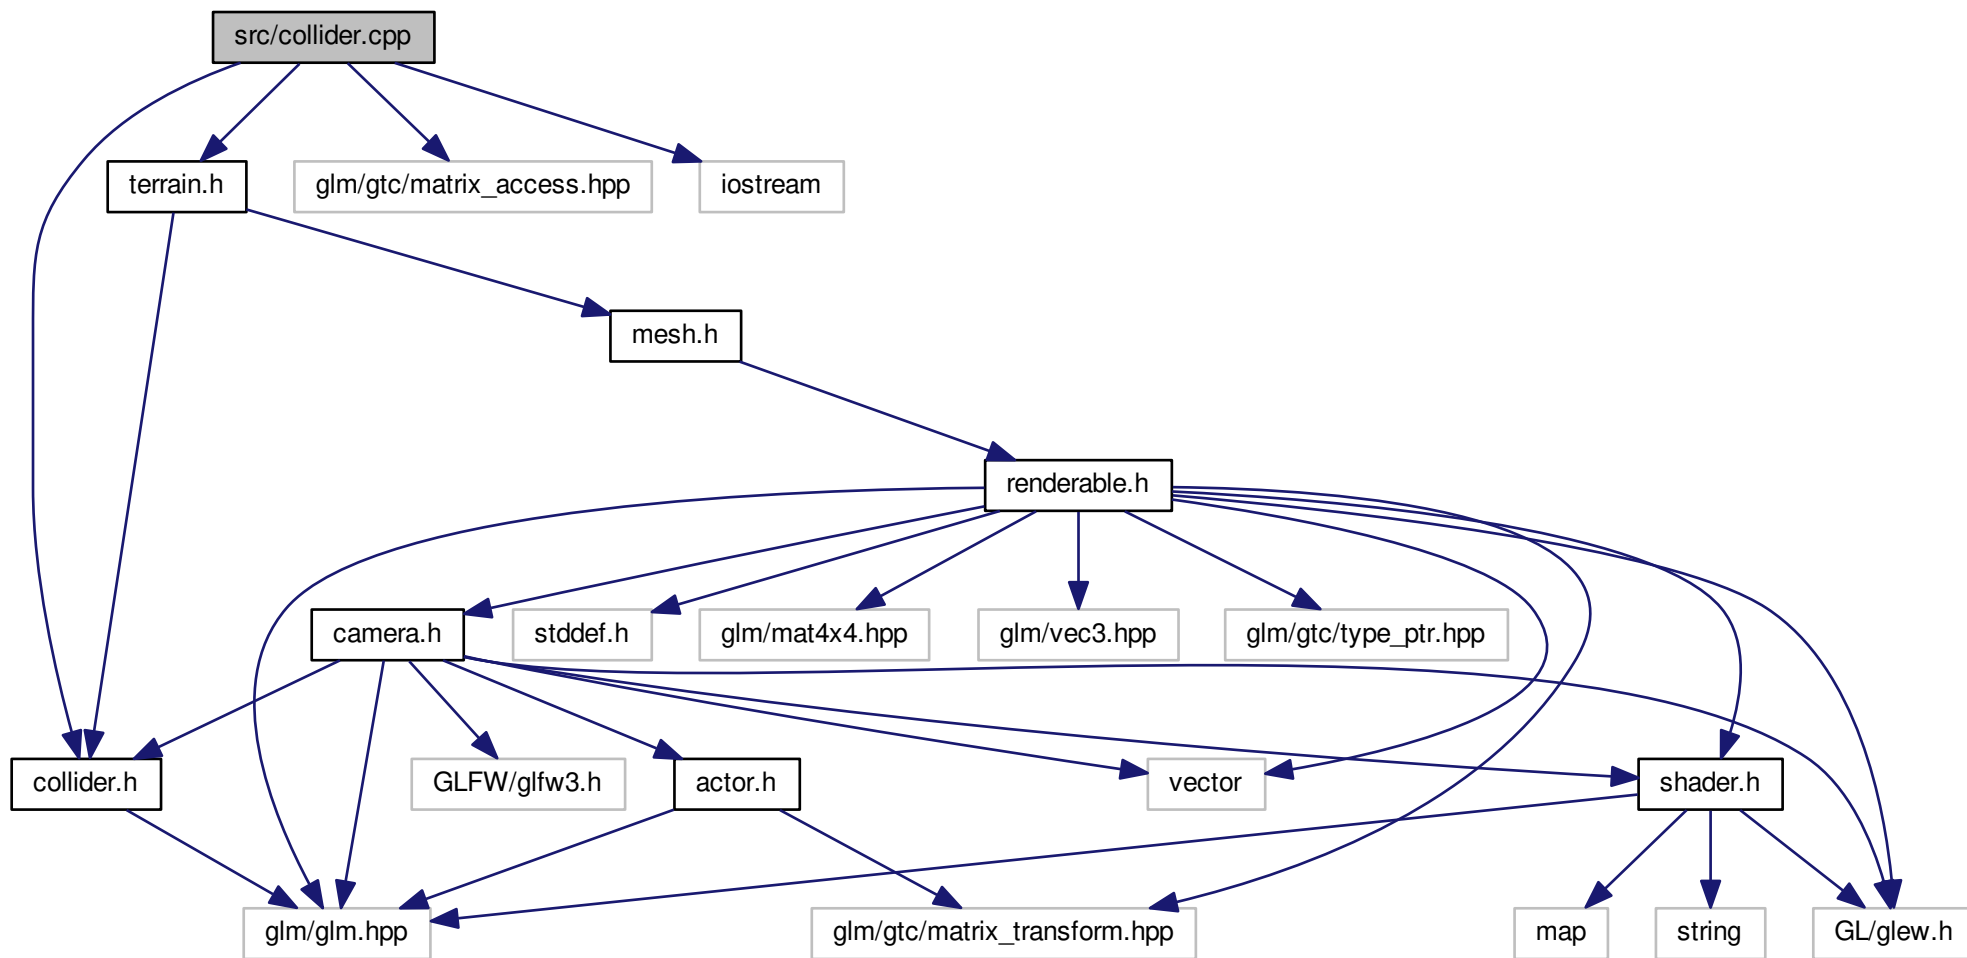 src/collider.cpp
terrain.h
glm/gtc/matrix_access.hpp
iostream
mesh.h
renderable.h
camera.h
stddef.h
glm/mat4x4.hpp
glm/vec3.hpp
glm/gtc/type_ptr.hpp
collider.h
GLFW/glfw3.h
actor.h
vector
shader.h
glm/glm.hpp
glm/gtc/matrix_transform.hpp
map
string
GL/glew.h